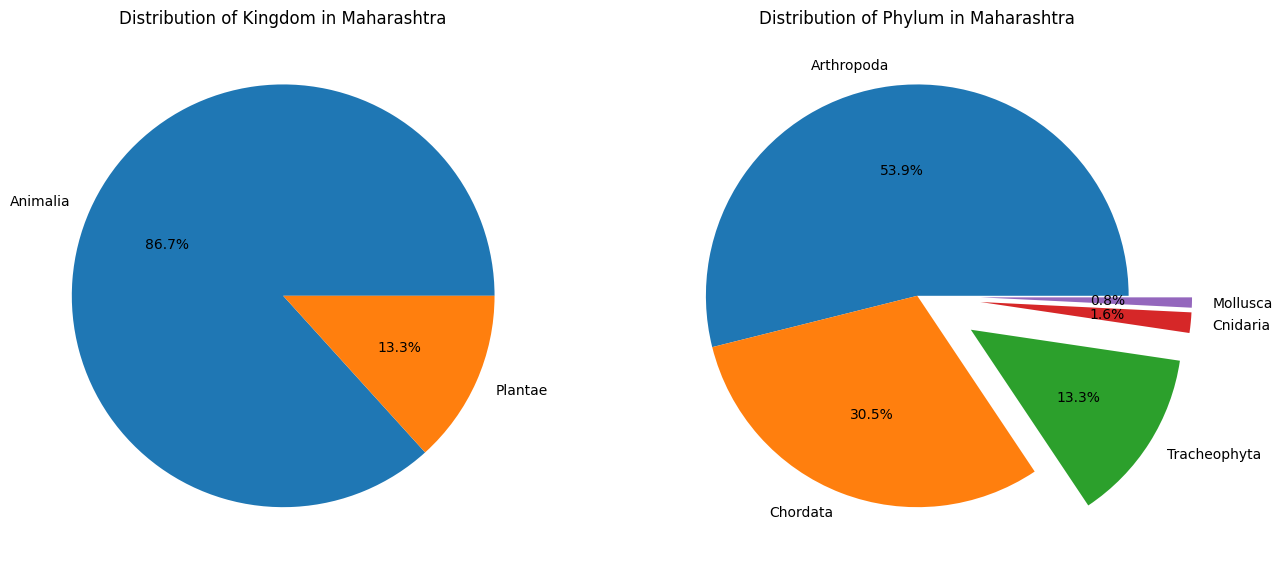 Distribution of Kingdom in Maharashtra
Animalia
86.7%
13.3%
Plantae
Distribution of Phylum in Maharashtra
Arthropoda
53.9%
0.8%
Mollusca
1.6%
Cnidaria
13.3%
30.5%
Tracheophyta
Chordata